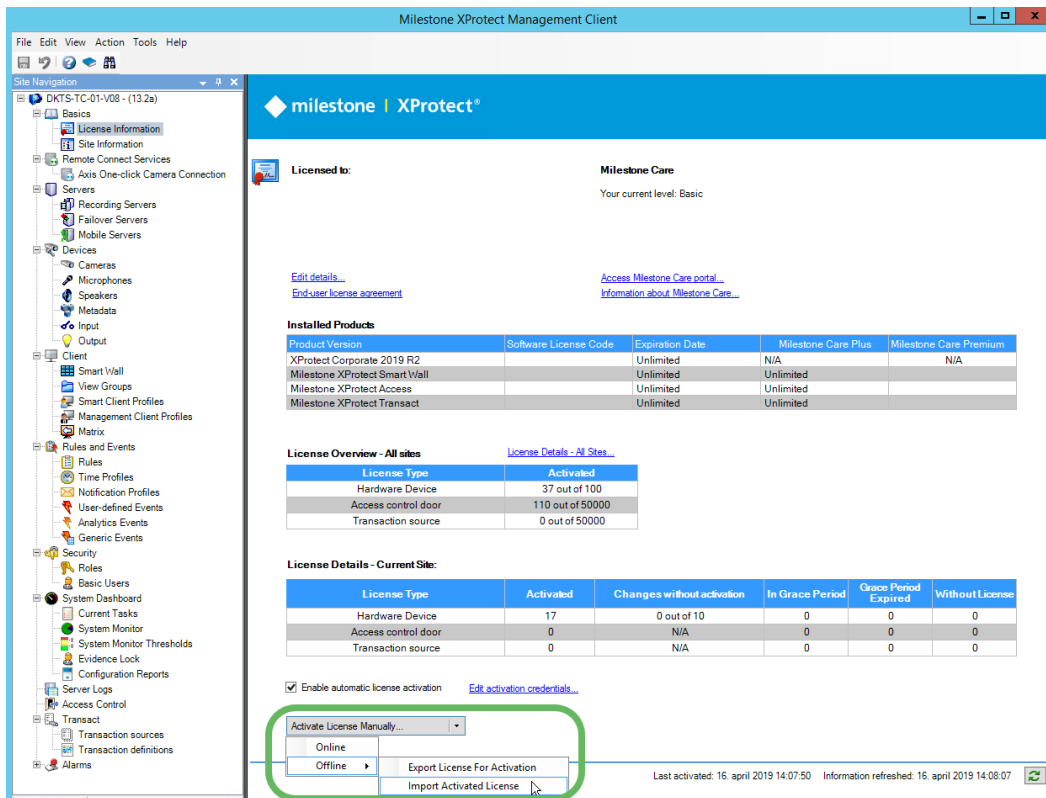 Milestone XProtect Management Client
File Edit View Action Tools Help
Site Navigation
DKTS-TC-01-V08 - (13.2a)
Basics
License Information
Site Information
Remote Connect Services
Axis One-click Camera Connection
Servers
Recording Servers
Failover Servers
Mobile Servers
Devices
Cameras
Microphones
Speakers
Metadata
Input
Output
Client
Smart Wall
View Groups
Smart Client Profiles
Management Client Profiles
Matrix
Rules and Events
Rules
Time Profiles
Notification Profiles
User-defined Events
Analytics Events
Generic Events
Security
Roles
Basic Users
System Dashboard
Current Tasks
System Monitor
System Monitor Thresholds
Evidence Lock
Configuration Reports
Server Logs
Access Control
Transact
Transaction sources
Transaction definitions
Alarms
milestone | XProtect®
Licensed to: Milestone Care
Your current level: Basic
Edit details... Access Milestone Care portal...
End-user license agreement Information about Milestone Care...
Installed Products
Product Version Software License Code Expiration Date Milestone Care Plus Milestone Care Premium
XProtect Corporate 2019 R2 Unlimited N/A N/A
Milestone XProtect Smart Wall Unlimited Unlimited
Milestone XProtect Access Unlimited Unlimited
Milestone XProtect Transact Unlimited Unlimited
License Overview - All sites License Details - All Sites...
License Type Activated
Hardware Device 37 out of 100
Access control door 110 out of 50000
Transaction source 0 out of 50000
License Details - Current Site:
License Type Activated Changes without activation In Grace Period Grace Period Expired Without License
Hardware Device 17 0 out of 10 0 0 0
Access control door 0 N/A 0 0 0
Transaction source 0 N/A 0 0 0
Enable automatic license activation Edit activation credentials...
Activate License Manually...
Online
Offline Export License For Activation
Import Activated License
Last activated: 16. april 2019 14:07:50 Information refreshed: 16. april 2019 14:08:07